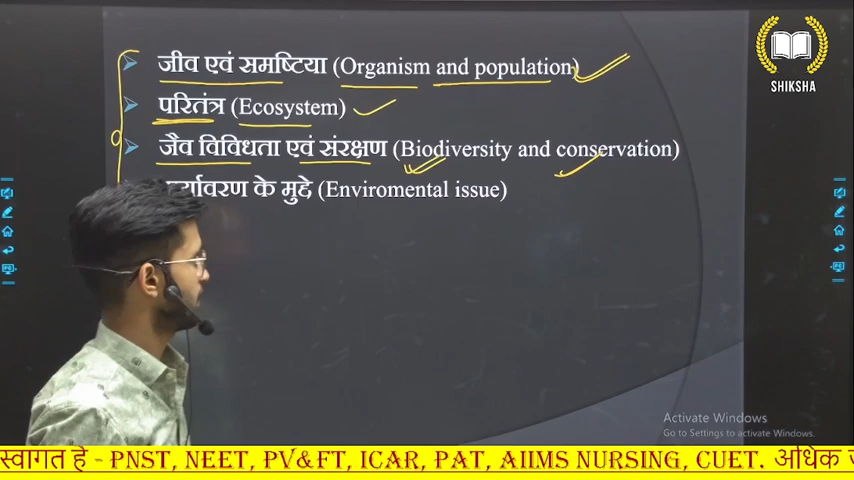 जीव एवं समष्टिया (Organism and population)
परितंत्र (Ecosystem)
जैव विविधता एवं संरक्षण (Biodiversity and conservation)
के मुद्दे (Enviromental issue)
SHIKSHA
Activate Windows
Go to Settings to activate Windows.
स्वागत हे - PNST, NEET, PV&FT, ICAR, PAT, AIIMS NURSING, CUET. अधिक